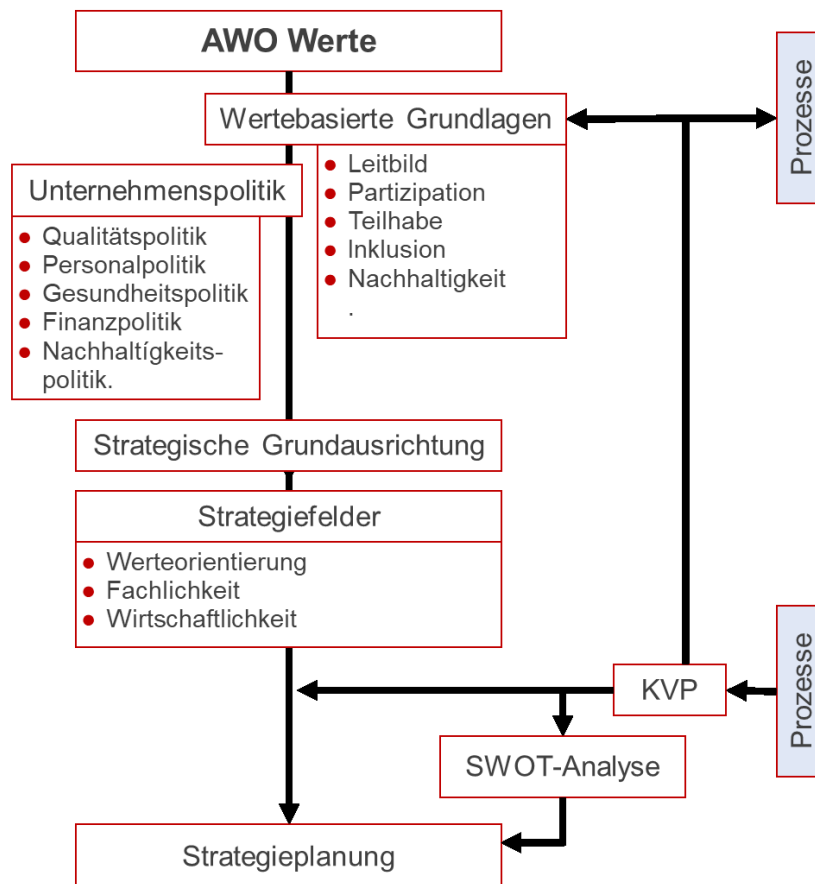 AWO Werte
Prozesse
Wertebasierte Grundlagen
● Leitbild
● Partizipation
● Teilhabe
● Inklusion
● Nachhaltigkeit
.
Unternehmenspolitik
● Qualitätspolitik
● Personalpolitik
● Gesundheitspolitik
● Finanzpolitik
● Nachhaltígkeits-
politik.
Strategische Grundausrichtung
Strategiefelder
● Werteorientierung
● Fachlichkeit
● Wirtschaftlichkeit
KVP
Prozesse
SWOT-Analyse
Strategieplanung